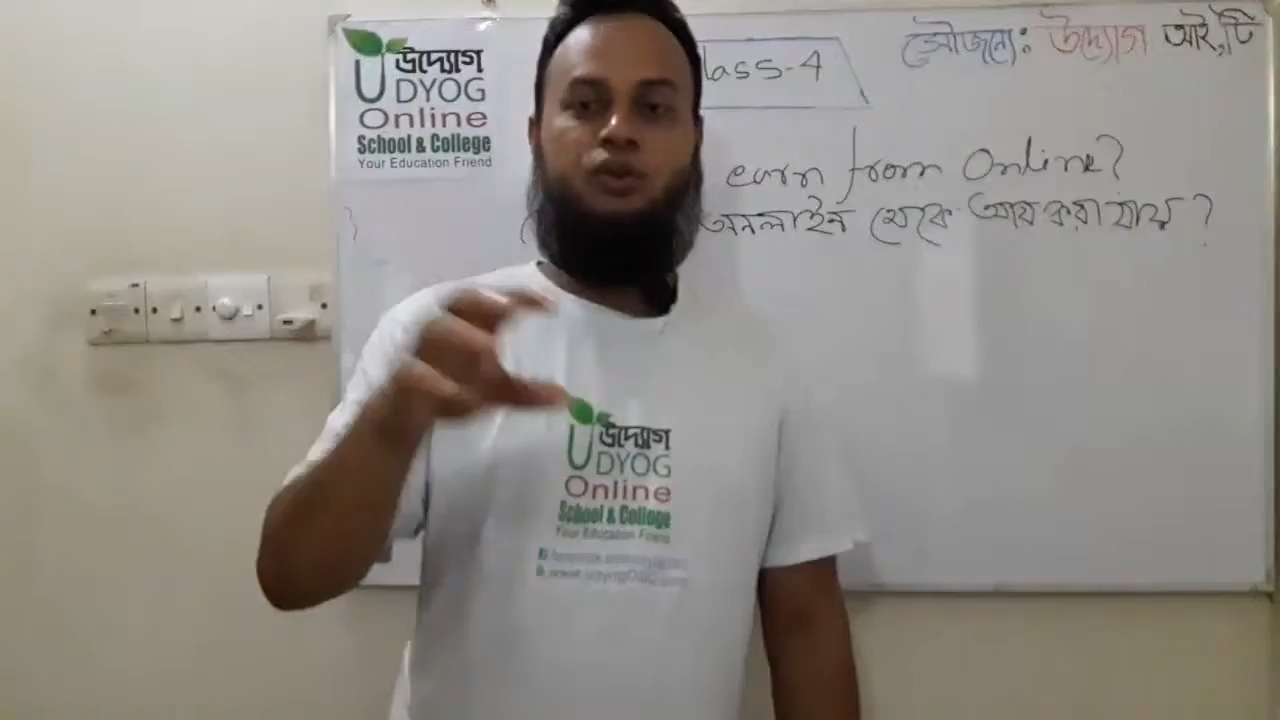 উদ্যোগ
UDYOG
Online
School & College
Your Education Friend
lass-4
সৌজন্যে: উদ্যোগ আই,টি
earn from Online?
অনলাইন থেকে আয় করা যায় ?
উদ্যোগ
UDYOG
Online
School & College
Your Education Friend